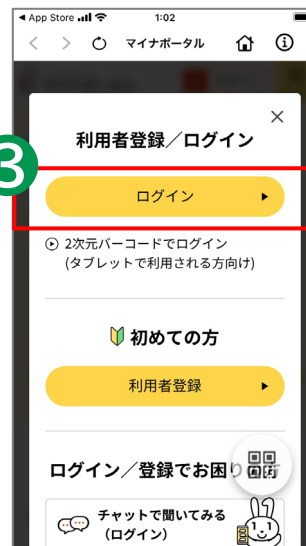 App Store 1:02
マイナポータル
利用者登録／ログイン
3
ログイン
2次元バーコードでログイン
(タブレットで利用される方向け)
初めての方
利用者登録
ログイン／登録でお困り
チャットで聞いてみる
（ログイン）